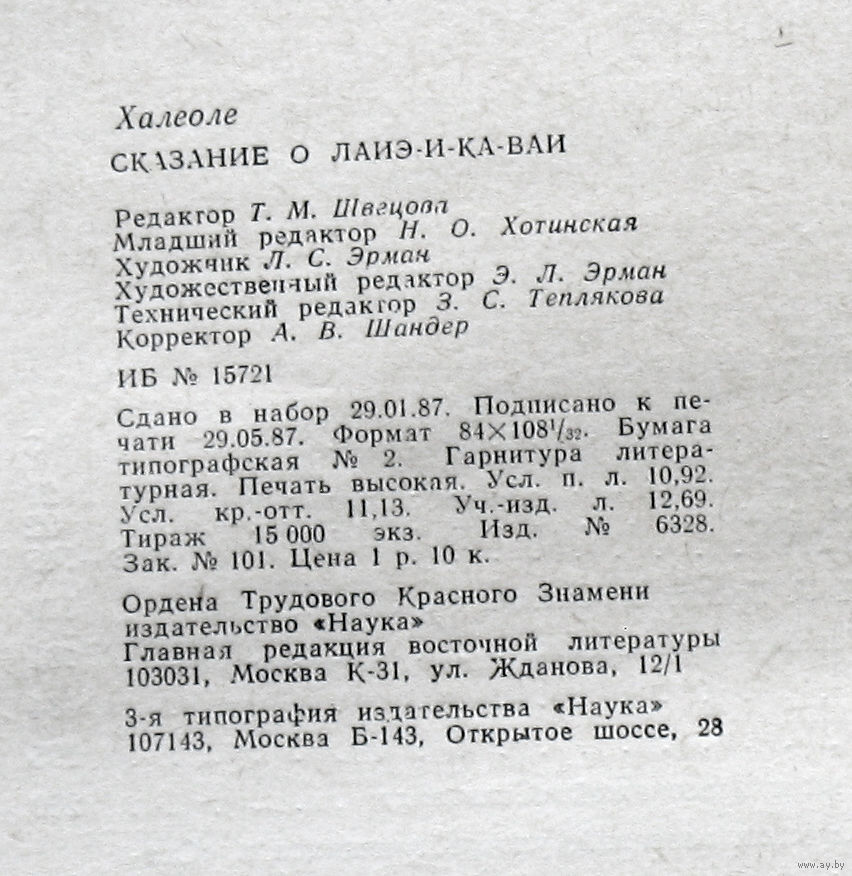 Халеоле
СКАЗАНИЕ О ЛАИЭ-И-КА-ВАИ
Редактор Т. М. Швецова
Младший редактор Н. О. Хотинская
Художник Л. С. Эрман
Художественный редактор Э. Л. Эрман
Технический редактор З. С. Теплякова
Корректор А. В. Шандер
ИБ № 15721
Сдано в набор 29.01.87. Подписано к пе-
чати 29.05.87. Формат 84×108¹/₃₂. Бумага
типографская № 2. Гарнитура литера-
турная. Печать высокая. Усл. п. л. 10,92.
Усл. кр.-отт. 11,13. Уч.-изд. л. 12,69.
Тираж 15 000 экз. Изд. № 6328.
Зак. № 101. Цена 1 р. 10 к.
Ордена Трудового Красного Знамени
издательство «Наука»
Главная редакция восточной литературы
103031, Москва К-31, ул. Жданова, 12/1
3-я типография издательства «Наука»
107143, Москва Б-143, Открытое шоссе, 28
www.ay.by